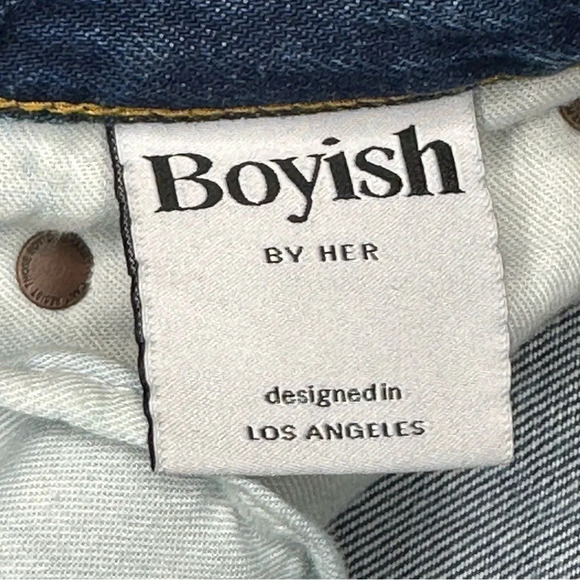 Boyish
BY HER
designed in
LOS ANGELES